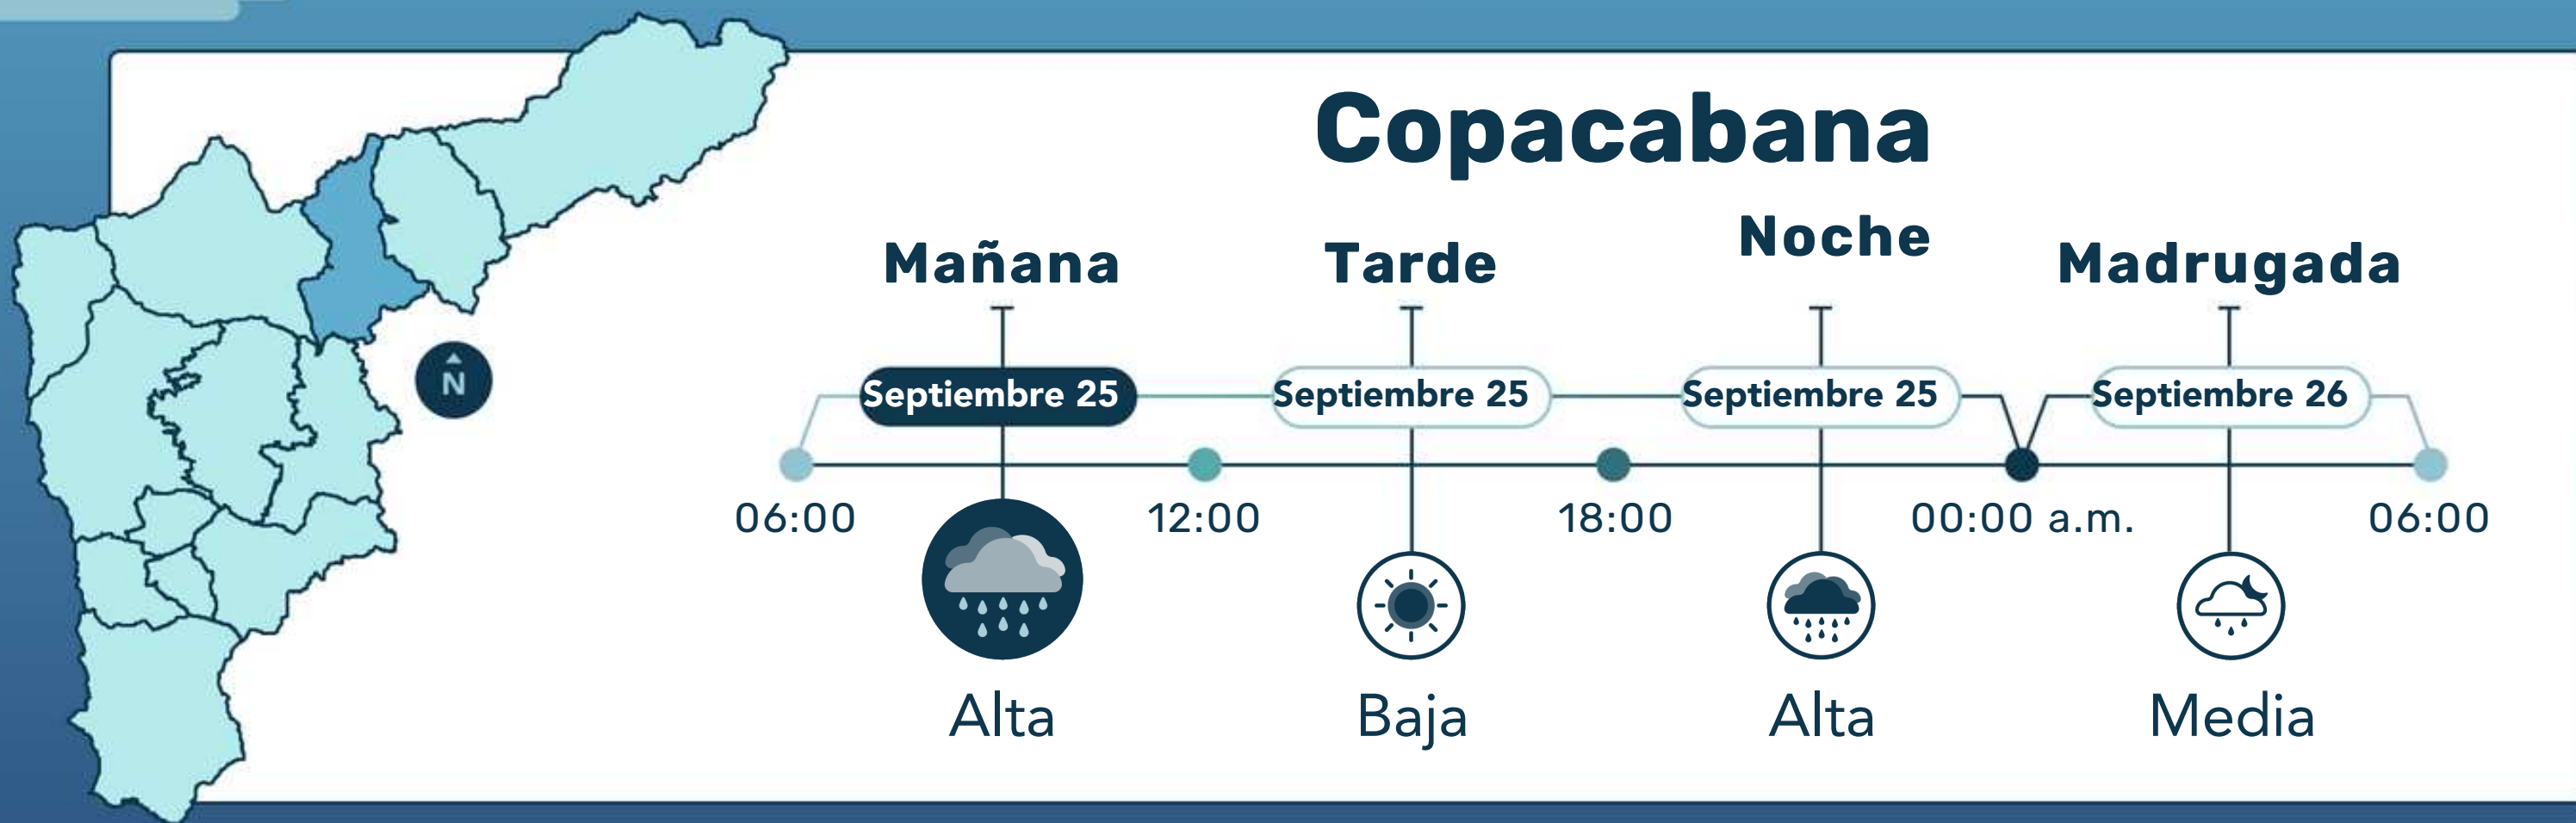 Copacabana
Mañana
Tarde
Noche
Madrugada
Septiembre 25
Septiembre 25
Septiembre 25
Septiembre 26
N
06:00
12:00
18:00
00:00 a.m.
06:00
Alta
Baja
Alta
Media